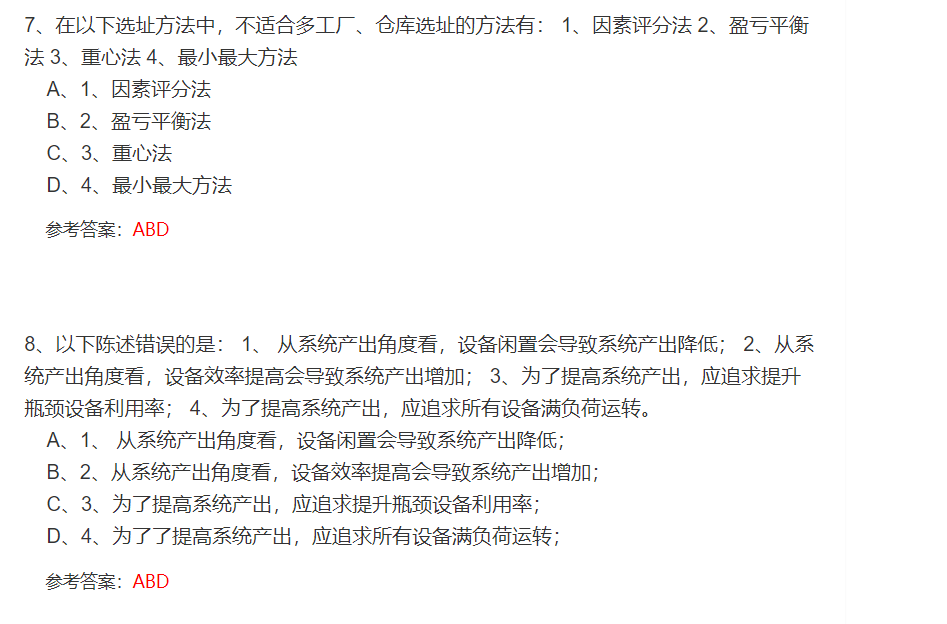 7、在以下选址方法中，不适合多工厂、仓库选址的方法有： 1、因素评分法 2、盈亏平衡
法 3、重心法 4、最小最大方法
A、1、因素评分法
B、2、盈亏平衡法
C、3、重心法
D、4、最小最大方法
参考答案：ABD
8、以下陈述错误的是： 1、 从系统产出角度看，设备闲置会导致系统产出降低； 2、从系
统产出角度看，设备效率提高会导致系统产出增加； 3、为了提高系统产出，应追求提升
瓶颈设备利用率； 4、为了提高系统产出，应追求所有设备满负荷运转。
A、1、 从系统产出角度看，设备闲置会导致系统产出降低；
B、2、从系统产出角度看，设备效率提高会导致系统产出增加；
C、3、为了提高系统产出，应追求提升瓶颈设备利用率；
D、4、为了了提高系统产出，应追求所有设备满负荷运转；
参考答案：ABD